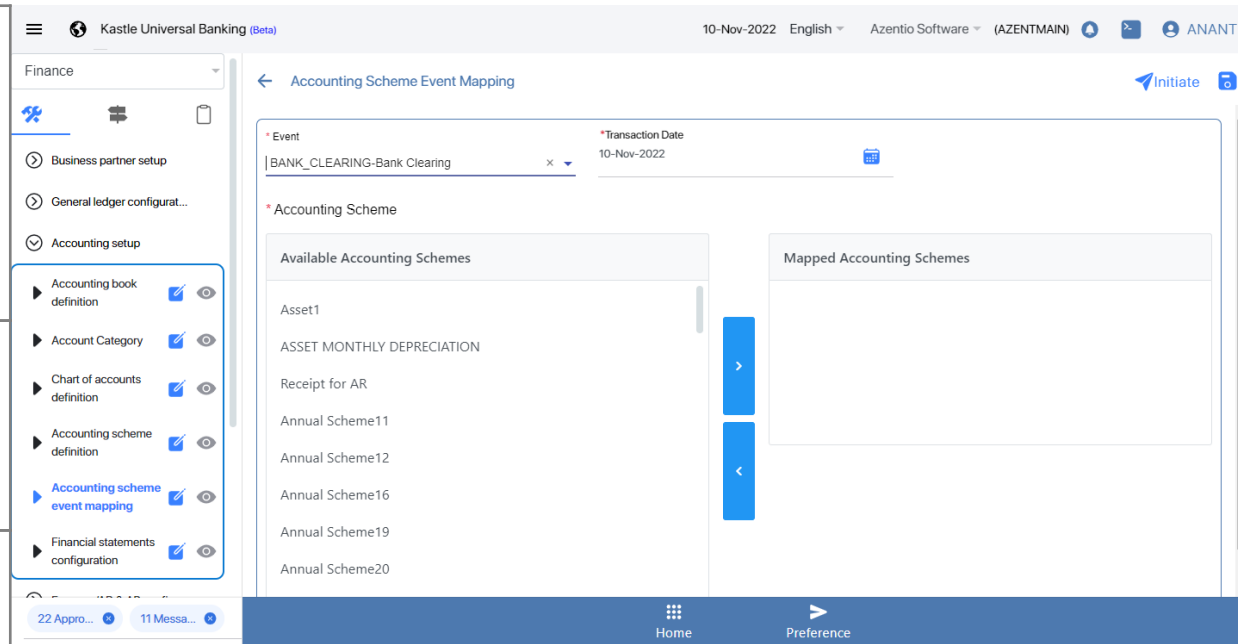 Kastle Universal Banking (Beta)
10-Nov-2022 English Azentio Software (AZENTMAIN) ANANT
Finance
Accounting Scheme Event Mapping
Initiate
Business partner setup
General ledger configurat...
Accounting setup
Accounting book
definition
Account Category
Chart of accounts
definition
Accounting scheme
definition
Accounting scheme
event mapping
Financial statements
configuration
22 Appro...
11 Messa...
* Event
BANK_CLEARING-Bank Clearing
*Transaction Date
10-Nov-2022
* Accounting Scheme
Available Accounting Schemes
Asset1
ASSET MONTHLY DEPRECIATION
Receipt for AR
Annual Scheme11
Annual Scheme12
Annual Scheme16
Annual Scheme19
Annual Scheme20
Mapped Accounting Schemes
Home
Preference